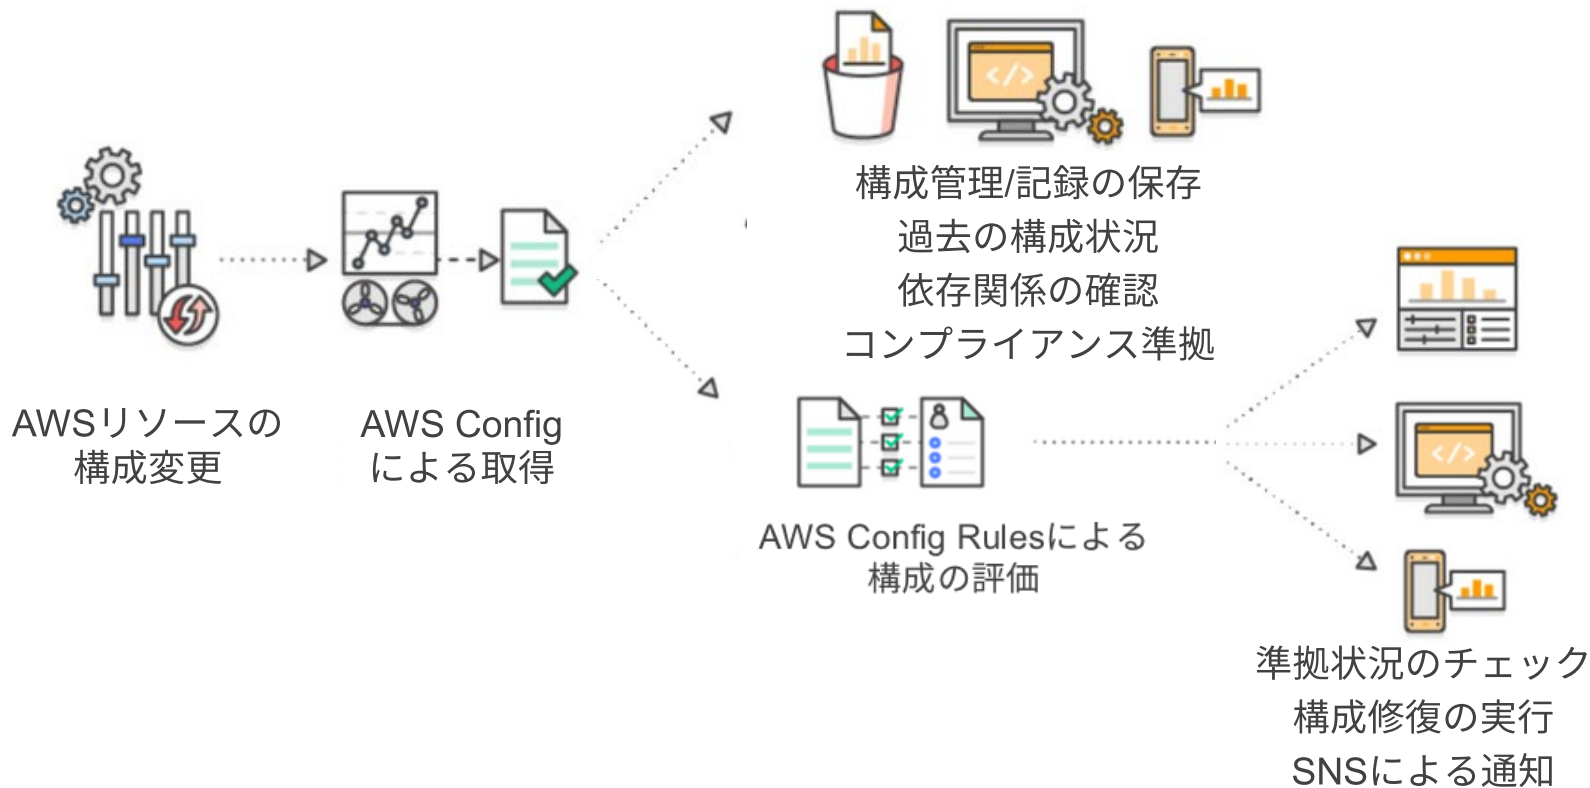 AWSリソースの
構成変更
AWS Config
による取得
構成管理/記録の保存
過去の構成状況
依存関係の確認
コンプライアンス準拠
AWS Config Rulesによる
構成の評価
準拠状況のチェック
構成修復の実行
SNSによる通知